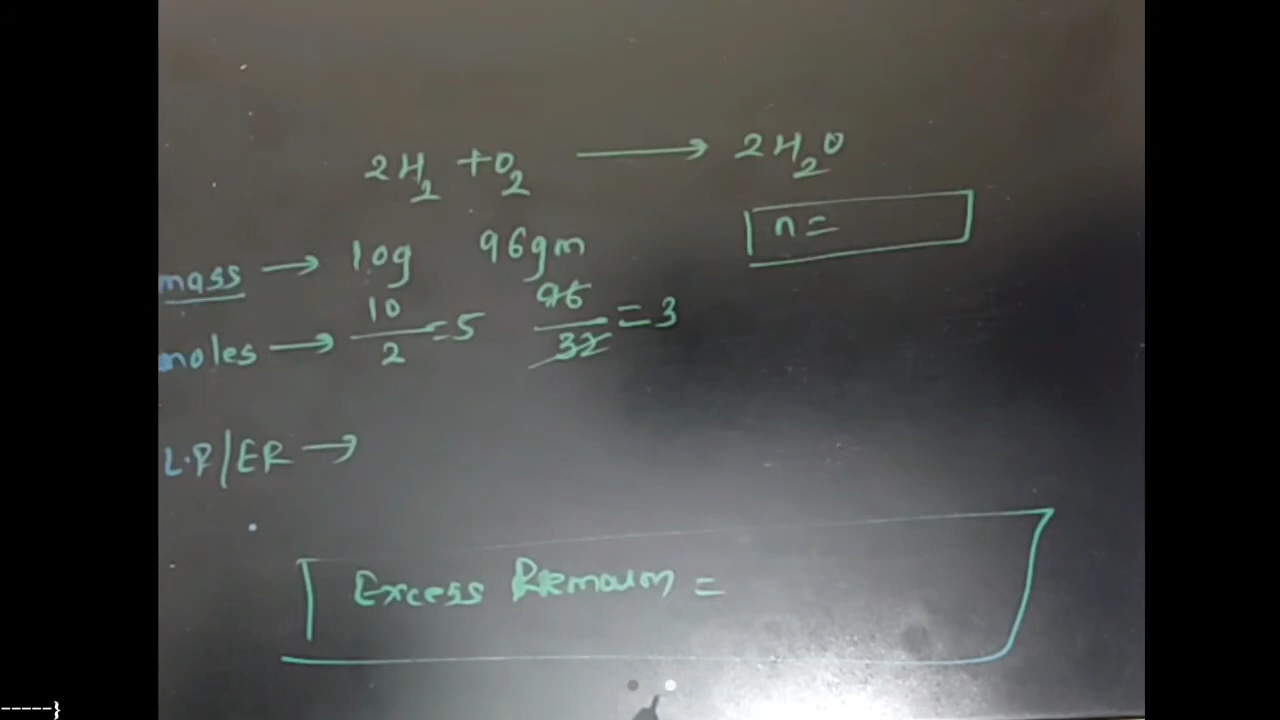 2H₂ + O₂ ⟶ 2H₂O
n =
mass → 10g 96gm
moles → 10/2 = 5 96/32 = 3
L.R/ER →
Excess Remain =
-----}